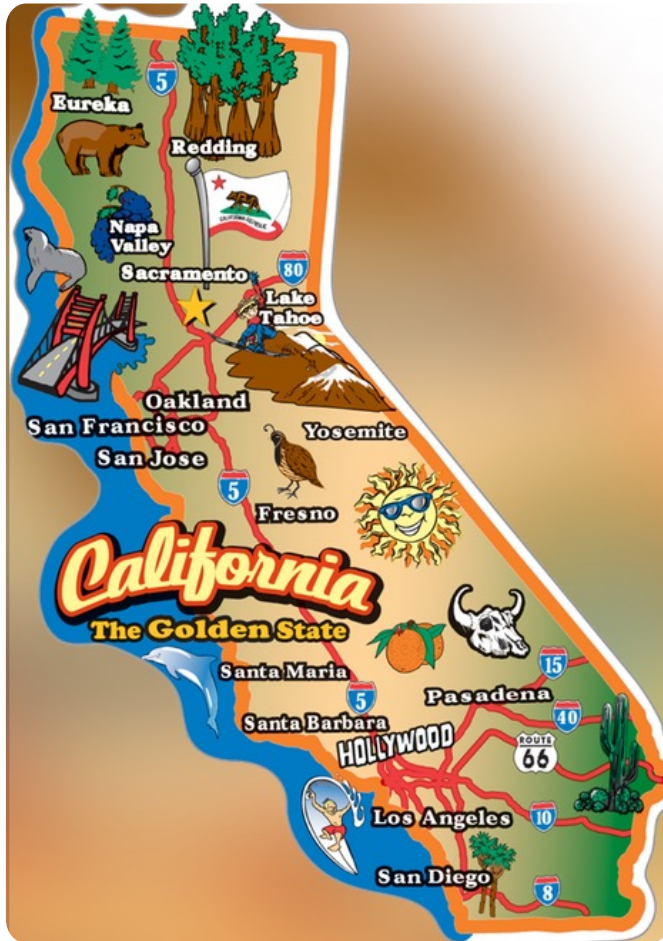 5
Eureka
Redding
CALIFORNIA REPUBLIC
Napa
Valley
Sacramento
80
Lake
Tahoe
Oakland
San Francisco
Yosemite
San Jose
5
Fresno
California
The Golden State
Santa Maria
15
5
Pasadena
40
Santa Barbara
HOLLYWOOD
ROUTE
66
Los Angeles
10
San Diego
8